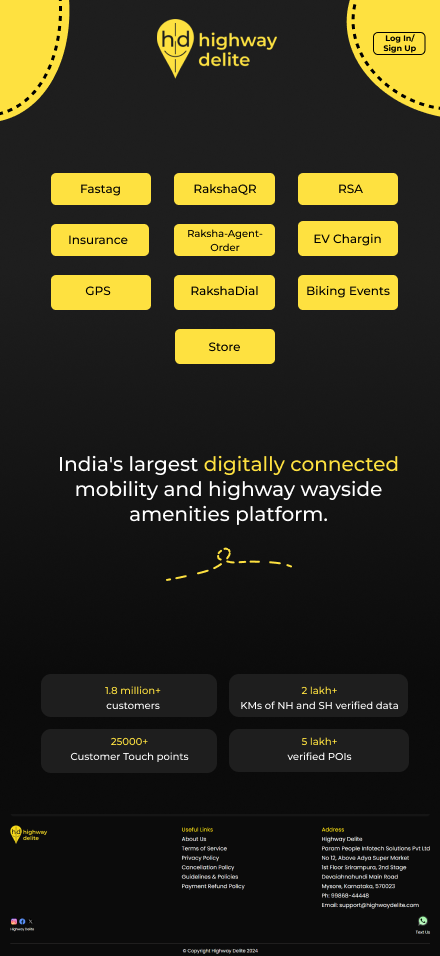 hd highway
delite
Log In/
Sign Up
Fastag
RakshaQR
RSA
Insurance
Raksha-Agent-
Order
EV Chargin
GPS
RakshaDial
Biking Events
Store
India's largest digitally connected
mobility and highway wayside
amenities platform.
1.8 million+
customers
2 lakh+
KMs of NH and SH verified data
25000+
Customer Touch points
5 lakh+
verified POIs
hd highway
delite
Useful Links
About Us
Terms of Service
Privacy Policy
Cancellation Policy
Guidelines & Policies
Payment Refund Policy
Address
Highway Delite
Param People Infotech Solutions Pvt Ltd
No 12, Above Adya Super Market
1st Floor Srirampura, 2nd Stage
Devaiahnahundi Main Road
Mysore, Karnataka, 570023
Ph: 99868-44448
Email: support@highwaydelite.com
Highway Delite
Text Us
© Copyright Highway Delite 2024